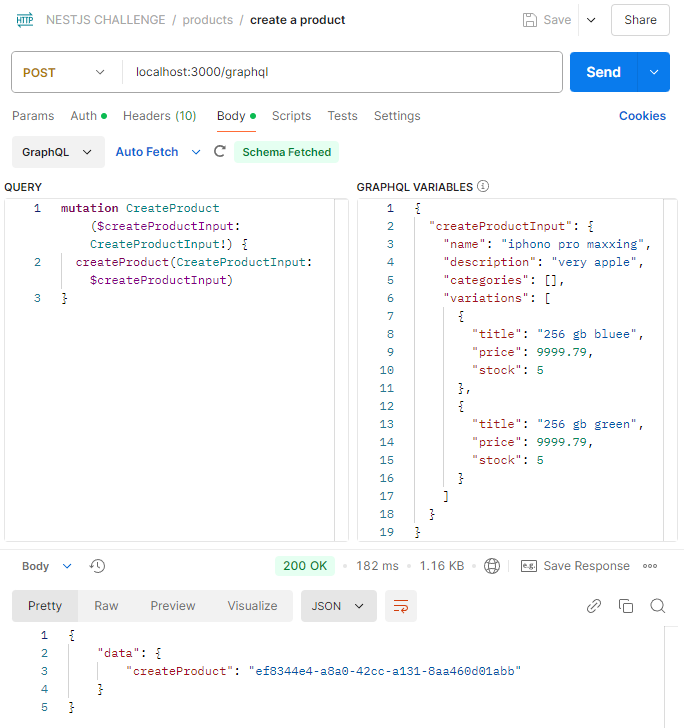 HTTP NESTJS CHALLENGE / products / create a product Save Share
POST localhost:3000/graphql Send
Params Auth Headers (10) Body Scripts Tests Settings Cookies
GraphQL Auto Fetch Schema Fetched
QUERY
1 mutation CreateProduct
($createProductInput:
CreateProductInput!) {
2 createProduct(CreateProductInput:
$createProductInput)
3 }
GRAPHQL VARIABLES
1 {
2 "createProductInput": {
3 "name": "iphono pro maxxing",
4 "description": "very apple",
5 "categories": [],
6 "variations": [
7 {
8 "title": "256 gb bluee",
9 "price": 9999.79,
10 "stock": 5
11 },
12 {
13 "title": "256 gb green",
14 "price": 9999.79,
15 "stock": 5
16 }
17 ]
18 }
19 }
Body 200 OK 182 ms 1.16 KB e.g. Save Response
Pretty Raw Preview Visualize JSON
1 {
2 "data": {
3 "createProduct": "ef8344e4-a8a0-42cc-a131-8aa460d01abb"
4 }
5 }